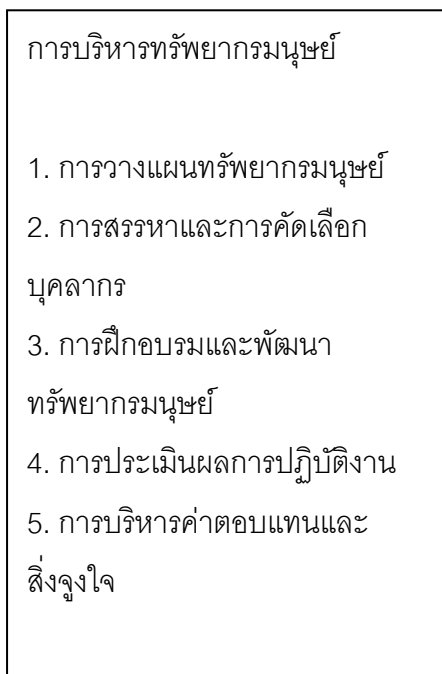 การบริหารทรัพยากรมนุษย์
1. การวางแผนทรัพยากรมนุษย์
2. การสรรหาและการคัดเลือก
บุคลากร
3. การฝึกอบรมและพัฒนา
ทรัพยากรมนุษย์
4. การประเมินผลการปฏิบัติงาน
5. การบริหารค่าตอบแทนและ
สิ่งจูงใจ